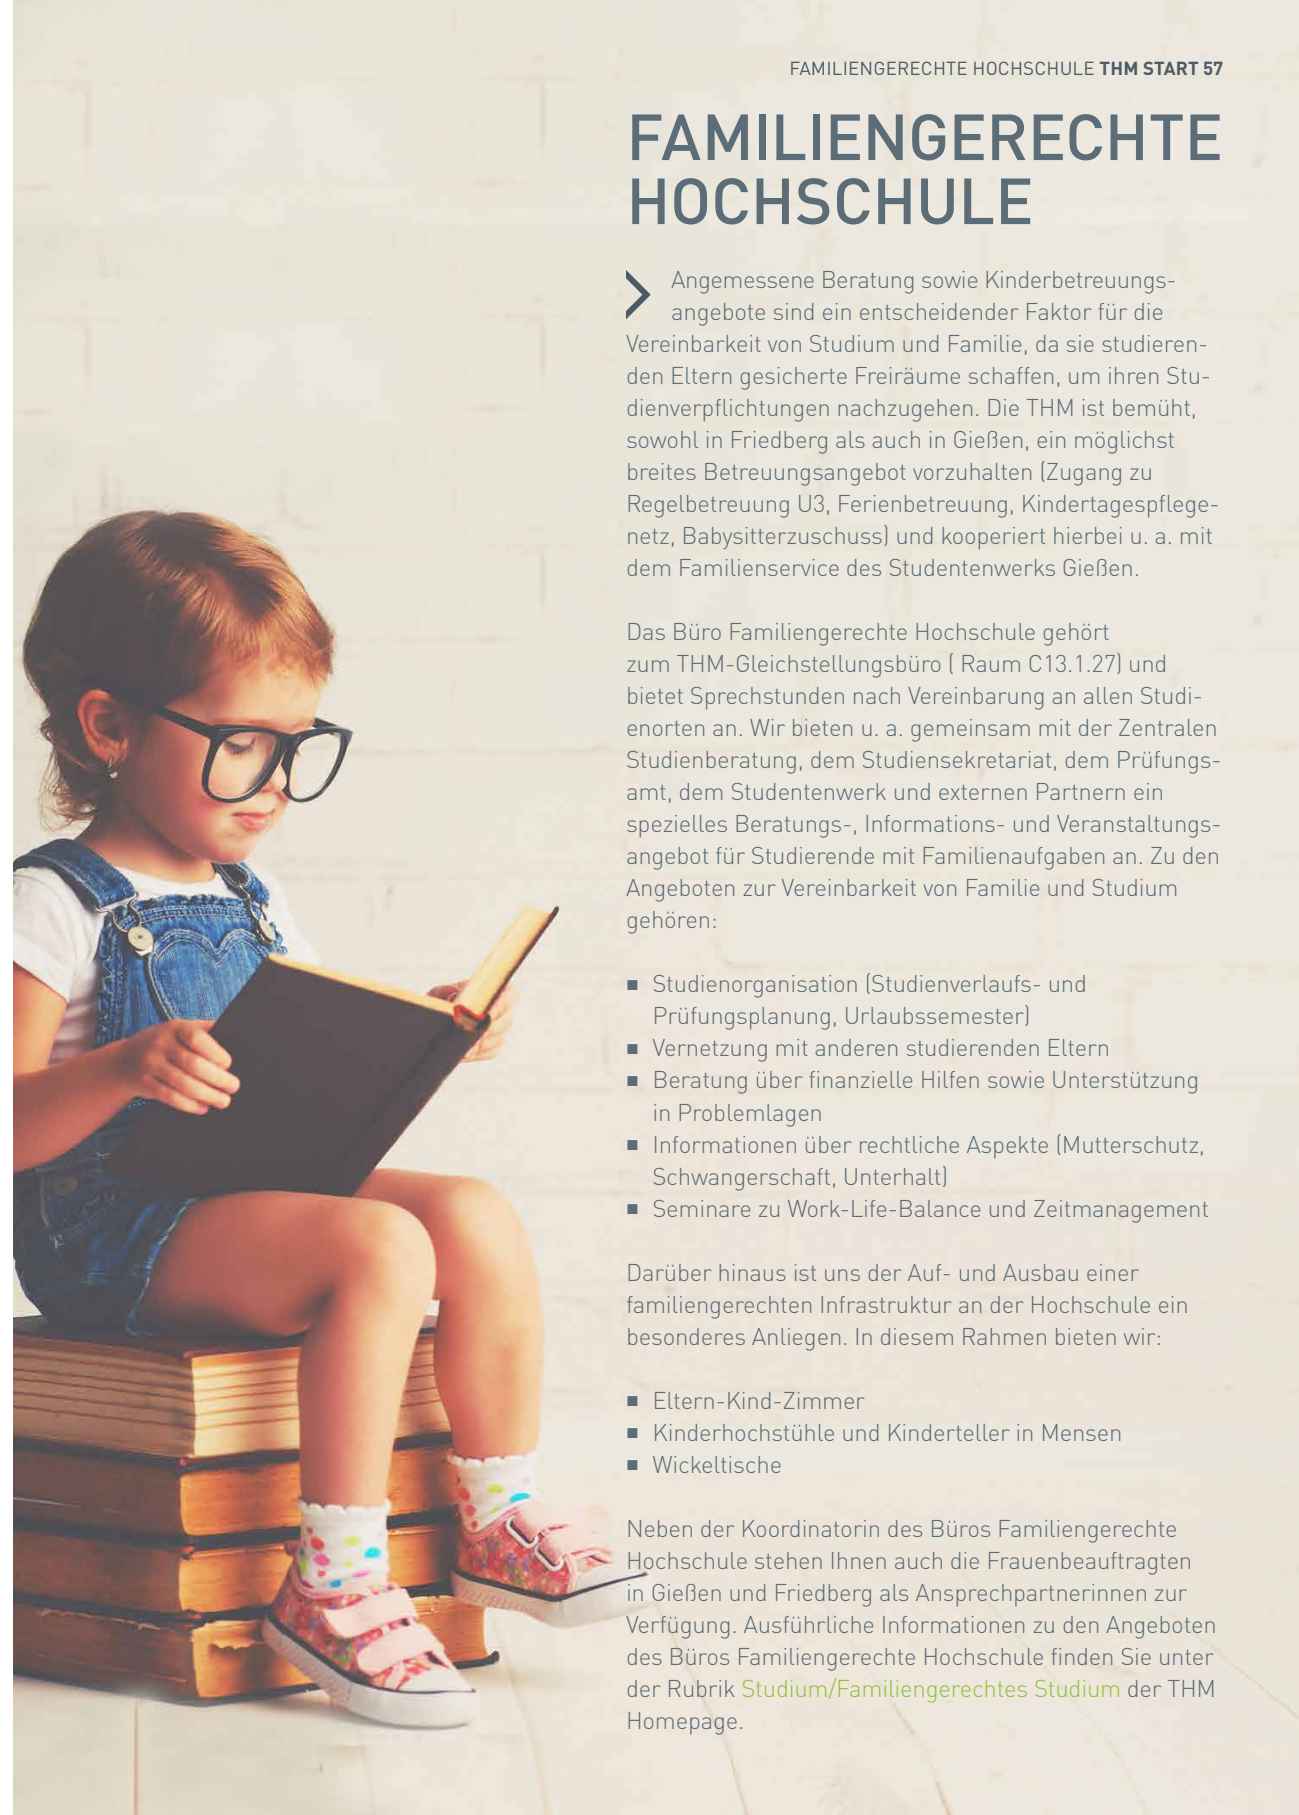 FAMILIENGERECHTE HOCHSCHULE THM START 57
FAMILIENGERECHTE
HOCHSCHULE
Angemessene Beratung sowie Kinderbetreuungs-
angebote sind ein entscheidender Faktor für die
Vereinbarkeit von Studium und Familie, da sie studieren-
den Eltern gesicherte Freiräume schaffen, um ihren Stu-
dienverpflichtungen nachzugehen. Die THM ist bemüht,
sowohl in Friedberg als auch in Gießen, ein möglichst
breites Betreuungsangebot vorzuhalten (Zugang zu
Regelbetreuung U3, Ferienbetreuung, Kindertagespflege-
netz, Babysitterzuschuss) und kooperiert hierbei u. a. mit
dem Familienservice des Studentenwerks Gießen.
Das Büro Familiengerechte Hochschule gehört
zum THM-Gleichstellungsbüro ( Raum C13.1.27) und
bietet Sprechstunden nach Vereinbarung an allen Studi-
enorten an. Wir bieten u. a. gemeinsam mit der Zentralen
Studienberatung, dem Studiensekretariat, dem Prüfungs-
amt, dem Studentenwerk und externen Partnern ein
spezielles Beratungs-, Informations- und Veranstaltungs-
angebot für Studierende mit Familienaufgaben an. Zu den
Angeboten zur Vereinbarkeit von Familie und Studium
gehören:
■ Studienorganisation (Studienverlaufs- und
Prüfungsplanung, Urlaubssemester)
■ Vernetzung mit anderen studierenden Eltern
■ Beratung über finanzielle Hilfen sowie Unterstützung
in Problemlagen
■ Informationen über rechtliche Aspekte (Mutterschutz,
Schwangerschaft, Unterhalt)
■ Seminare zu Work-Life-Balance und Zeitmanagement
Darüber hinaus ist uns der Auf- und Ausbau einer
familiengerechten Infrastruktur an der Hochschule ein
besonderes Anliegen. In diesem Rahmen bieten wir:
■ Eltern-Kind-Zimmer
■ Kinderhochstühle und Kinderteller in Mensen
■ Wickeltische
Neben der Koordinatorin des Büros Familiengerechte
Hochschule stehen Ihnen auch die Frauenbeauftragten
in Gießen und Friedberg als Ansprechpartnerinnen zur
Verfügung. Ausführliche Informationen zu den Angeboten
des Büros Familiengerechte Hochschule finden Sie unter
der Rubrik Studium/Familiengerechtes Studium der THM
Homepage.